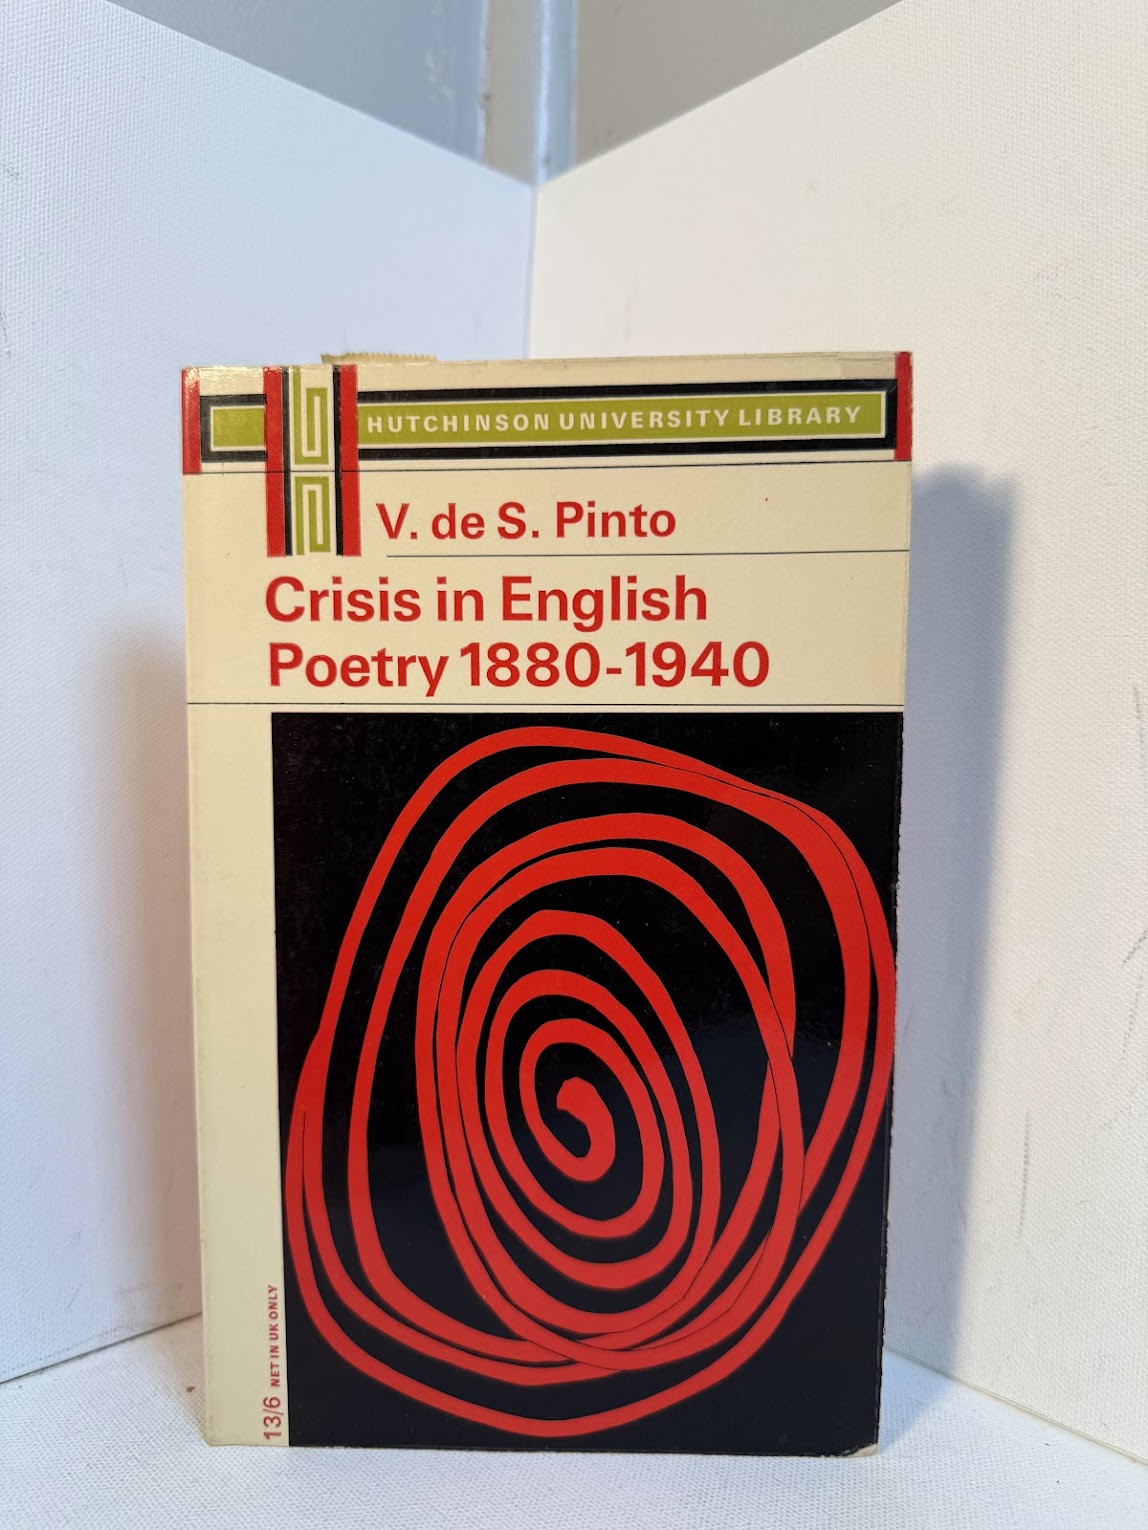 HUTCHINSON UNIVERSITY LIBRARY
V. de S. Pinto
Crisis in English
Poetry 1880-1940
13/6 NET IN UK ONLY